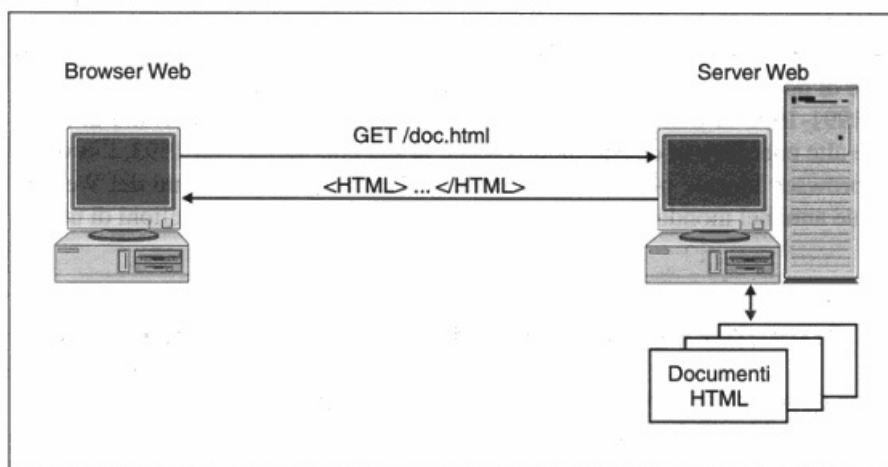 Browser Web
Server Web
GET /doc.html
<HTML> ... </HTML>
Documenti
HTML